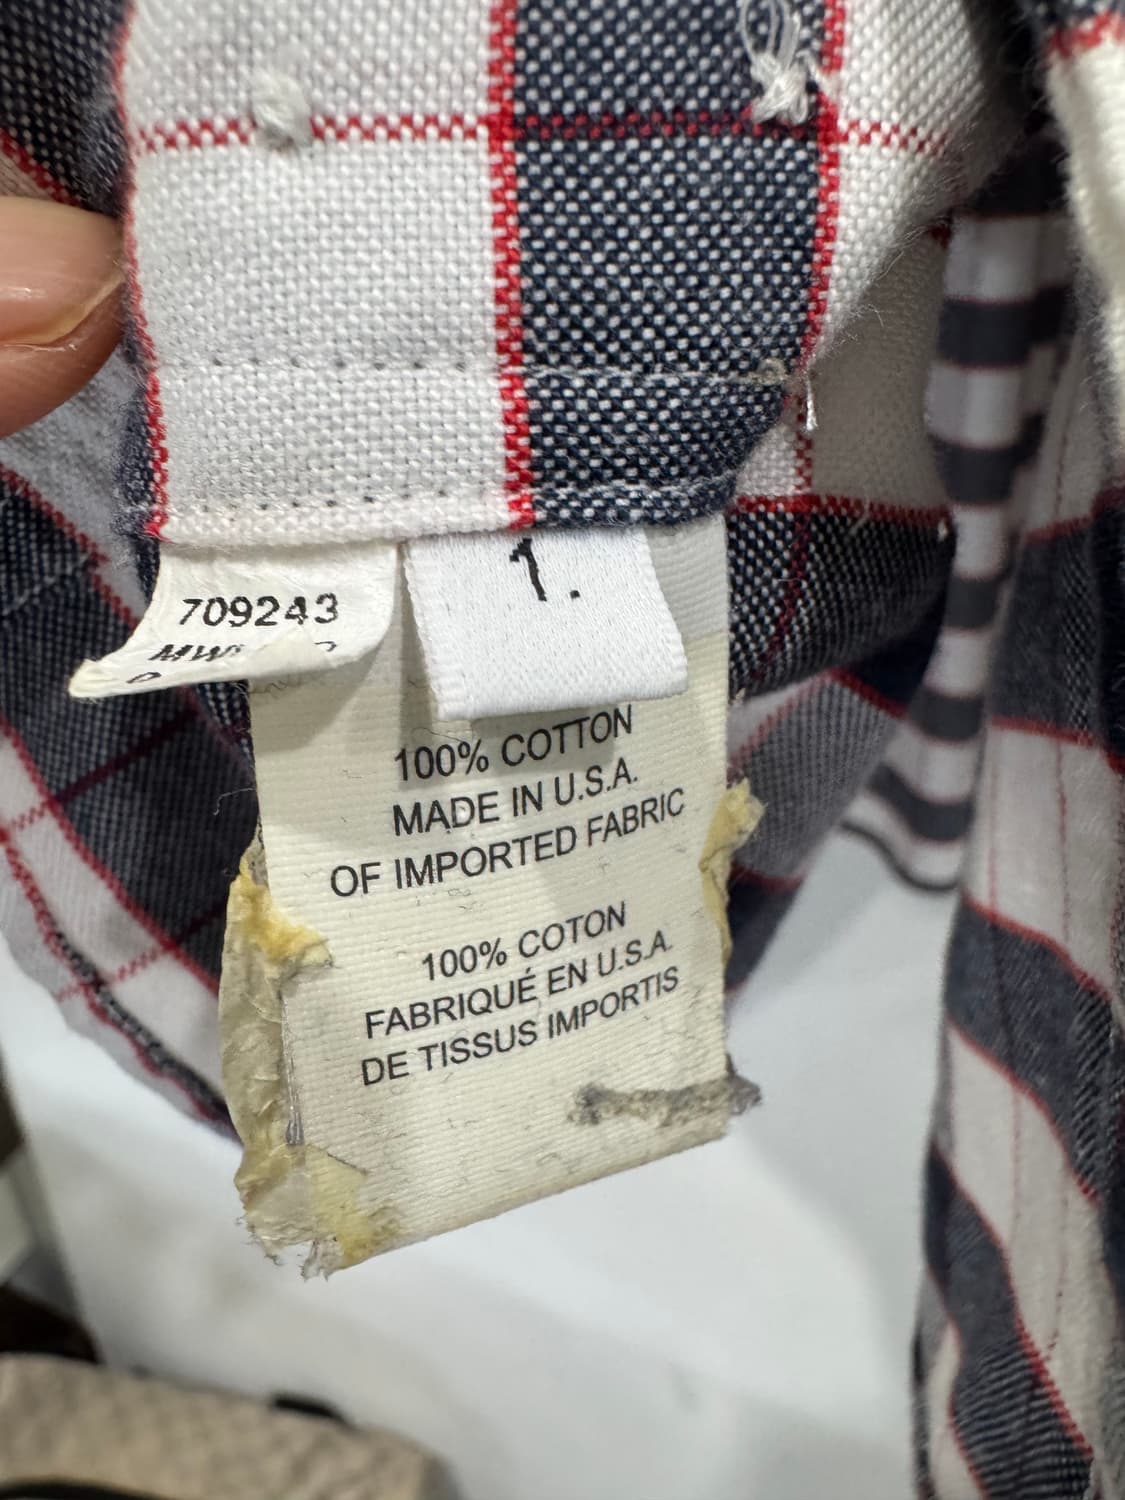 1.
709243
100% COTTON
MADE IN U.S.A.
OF IMPORTED FABRIC
100% COTON
FABRIQUÉ EN U.S.A.
DE TISSUS IMPORTIS